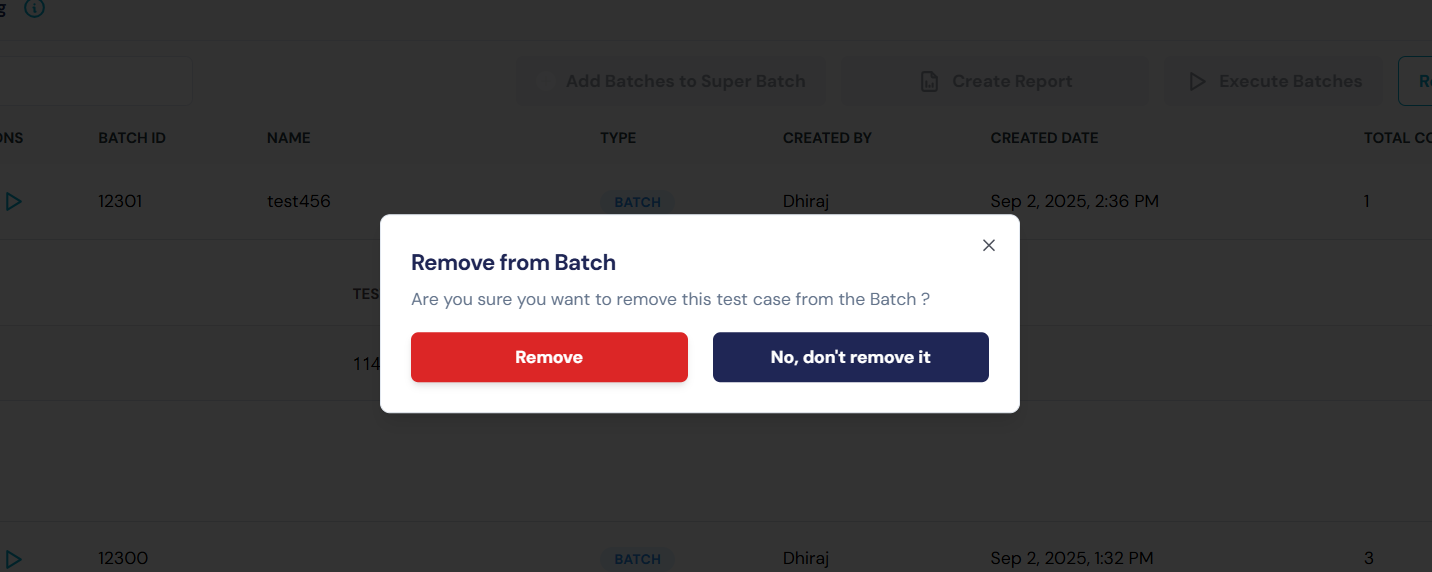 g
Add Batches to Super Batch Create Report Execute Batches R
ONS BATCH ID NAME TYPE CREATED BY CREATED DATE TOTAL CO
12301 test456 BATCH Dhiraj Sep 2, 2025, 2:36 PM 1
Remove from Batch
TES
Are you sure you want to remove this test case from the Batch ?
114
Remove No, don't remove it
12300 BATCH Dhiraj Sep 2, 2025, 1:32 PM 3